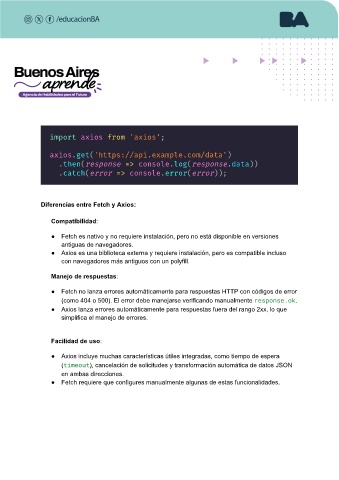 /educacionBA
BA
Buenos Aires
aprende
Agencia de Habilidades para el Futuro
import axios from 'axios';
axios.get('https://api.example.com/data')
.then(response => console.log(response.data))
.catch(error => console.error(error));
Diferencias entre Fetch y Axios:
Compatibilidad:
● Fetch es nativo y no requiere instalación, pero no está disponible en versiones
antiguas de navegadores.
● Axios es una biblioteca externa y requiere instalación, pero es compatible incluso
con navegadores más antiguos con un polyfill.
Manejo de respuestas:
● Fetch no lanza errores automáticamente para respuestas HTTP con códigos de error
(como 404 o 500). El error debe manejarse verificando manualmente response.ok.
● Axios lanza errores automáticamente para respuestas fuera del rango 2xx, lo que
simplifica el manejo de errores.
Facilidad de uso:
● Axios incluye muchas características útiles integradas, como tiempo de espera
(timeout), cancelación de solicitudes y transformación automática de datos JSON
en ambas direcciones.
● Fetch requiere que configures manualmente algunas de estas funcionalidades.